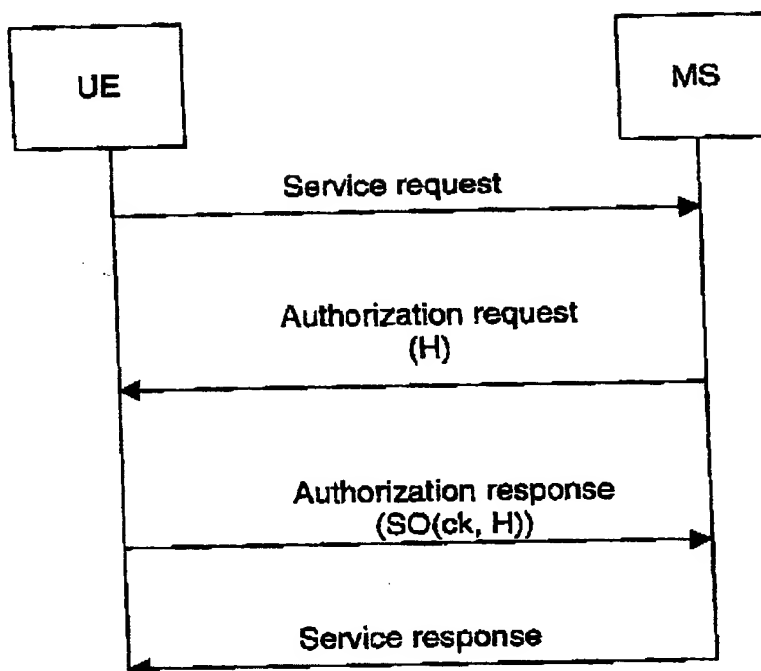 UE
MS
Service request
Authorization request
(H)
Authorization response
(SO(ck, H))
Service response